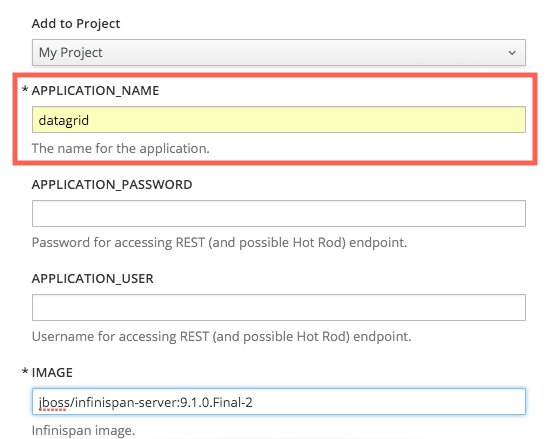 Add to Project
My Project
* APPLICATION_NAME
datagrid
The name for the application.
APPLICATION_PASSWORD
Password for accessing REST (and possible Hot Rod) endpoint.
APPLICATION_USER
Username for accessing REST (and possible Hot Rod) endpoint.
* IMAGE
jboss/infinispan-server:9.1.0.Final-2
Infinispan image.